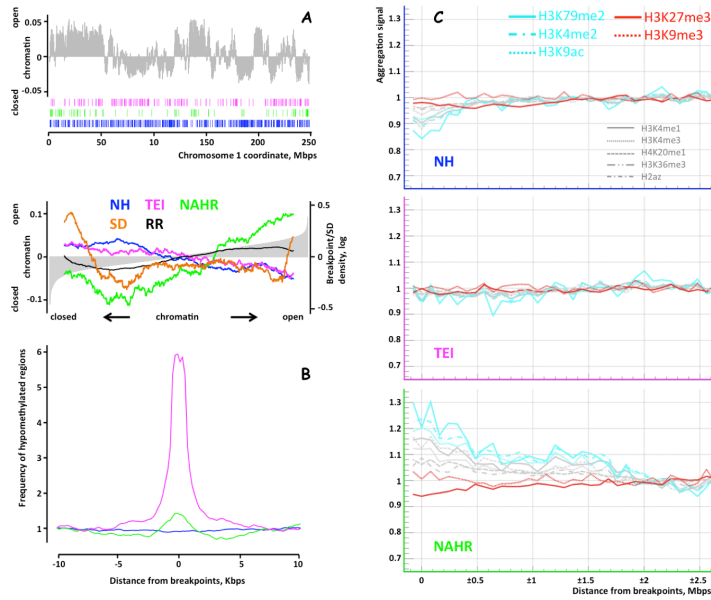 A
open
chromatin
closed
0.05
0
-0.05
0
50
100
150
200
250
Chromosome 1 coordinate, Mbps
NH
TEI
NAHR
SD
RR
open
chromatin
closed
0.1
0
-0.1
0.5
0
-0.5
Breakpoint/SD
density, log
closed
chromatin
open
B
Frequency of hypomethylated regions
6
5
4
3
2
1
-10
-5
0
5
10
Distance from breakpoints, Kbps
C
Aggregation signal
H3K79me2
H3K27me3
H3K4me2
H3K9me3
H3K9ac
1.3
1.2
1.1
1
0.9
0.8
0.7
H3K4me1
H3K4me3
H4K20me1
H3K36me3
H2az
NH
1.3
1.2
1.1
1
0.9
0.8
0.7
TEI
1.3
1.2
1.1
1
0.9
0.8
0.7
NAHR
0
±0.5
±1
±1.5
±2
±2.5
Distance from breakpoints, Mbps